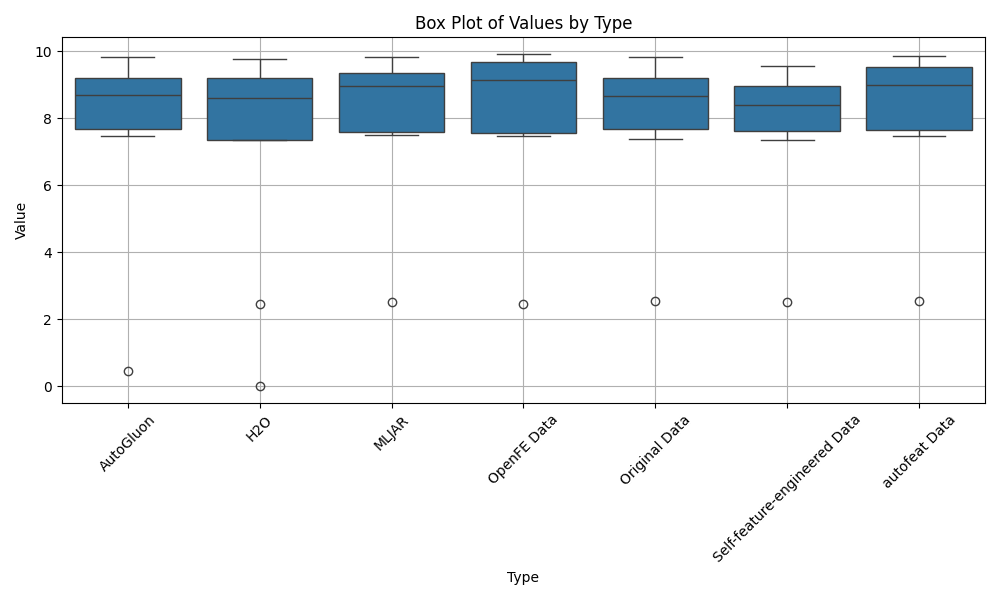 Box Plot of Values by Type
10
8
6
4
2
0
Value
AutoGluon
H2O
MLJAR
OpenFE Data
Original Data
Self-feature-engineered Data
autofeat Data
Type